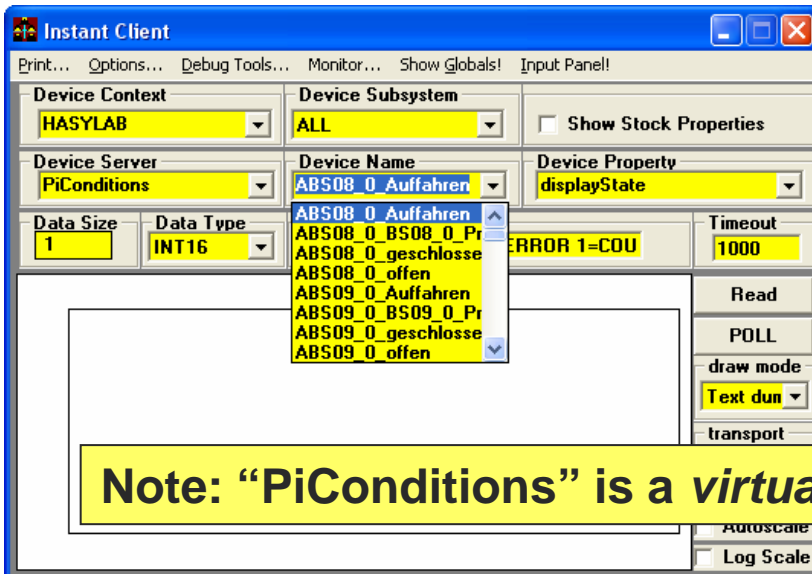 Instant Client
Print... Options... Debug Tools... Monitor... Show Globals! Input Panel!
Device Context Device Subsystem
HASYLAB ALL Show Stock Properties
Device Server Device Name Device Property
PiConditions ABS08_0_Auffahren displayState
Data Size Data Type Timeout
1 INT16 ERROR 1=COU 1000
ABS08_0_Auffahren
ABS08_0_BS08_0_Pr
ABS08_0_geschlosse
ABS08_0_offen
ABS09_0_Auffahren
ABS09_0_BS09_0_Pr
ABS09_0_geschlosse
ABS09_0_offen
Read
POLL
draw mode
Text dun
transport
Note: “PiConditions” is a virtua
Autoscale
Log Scale